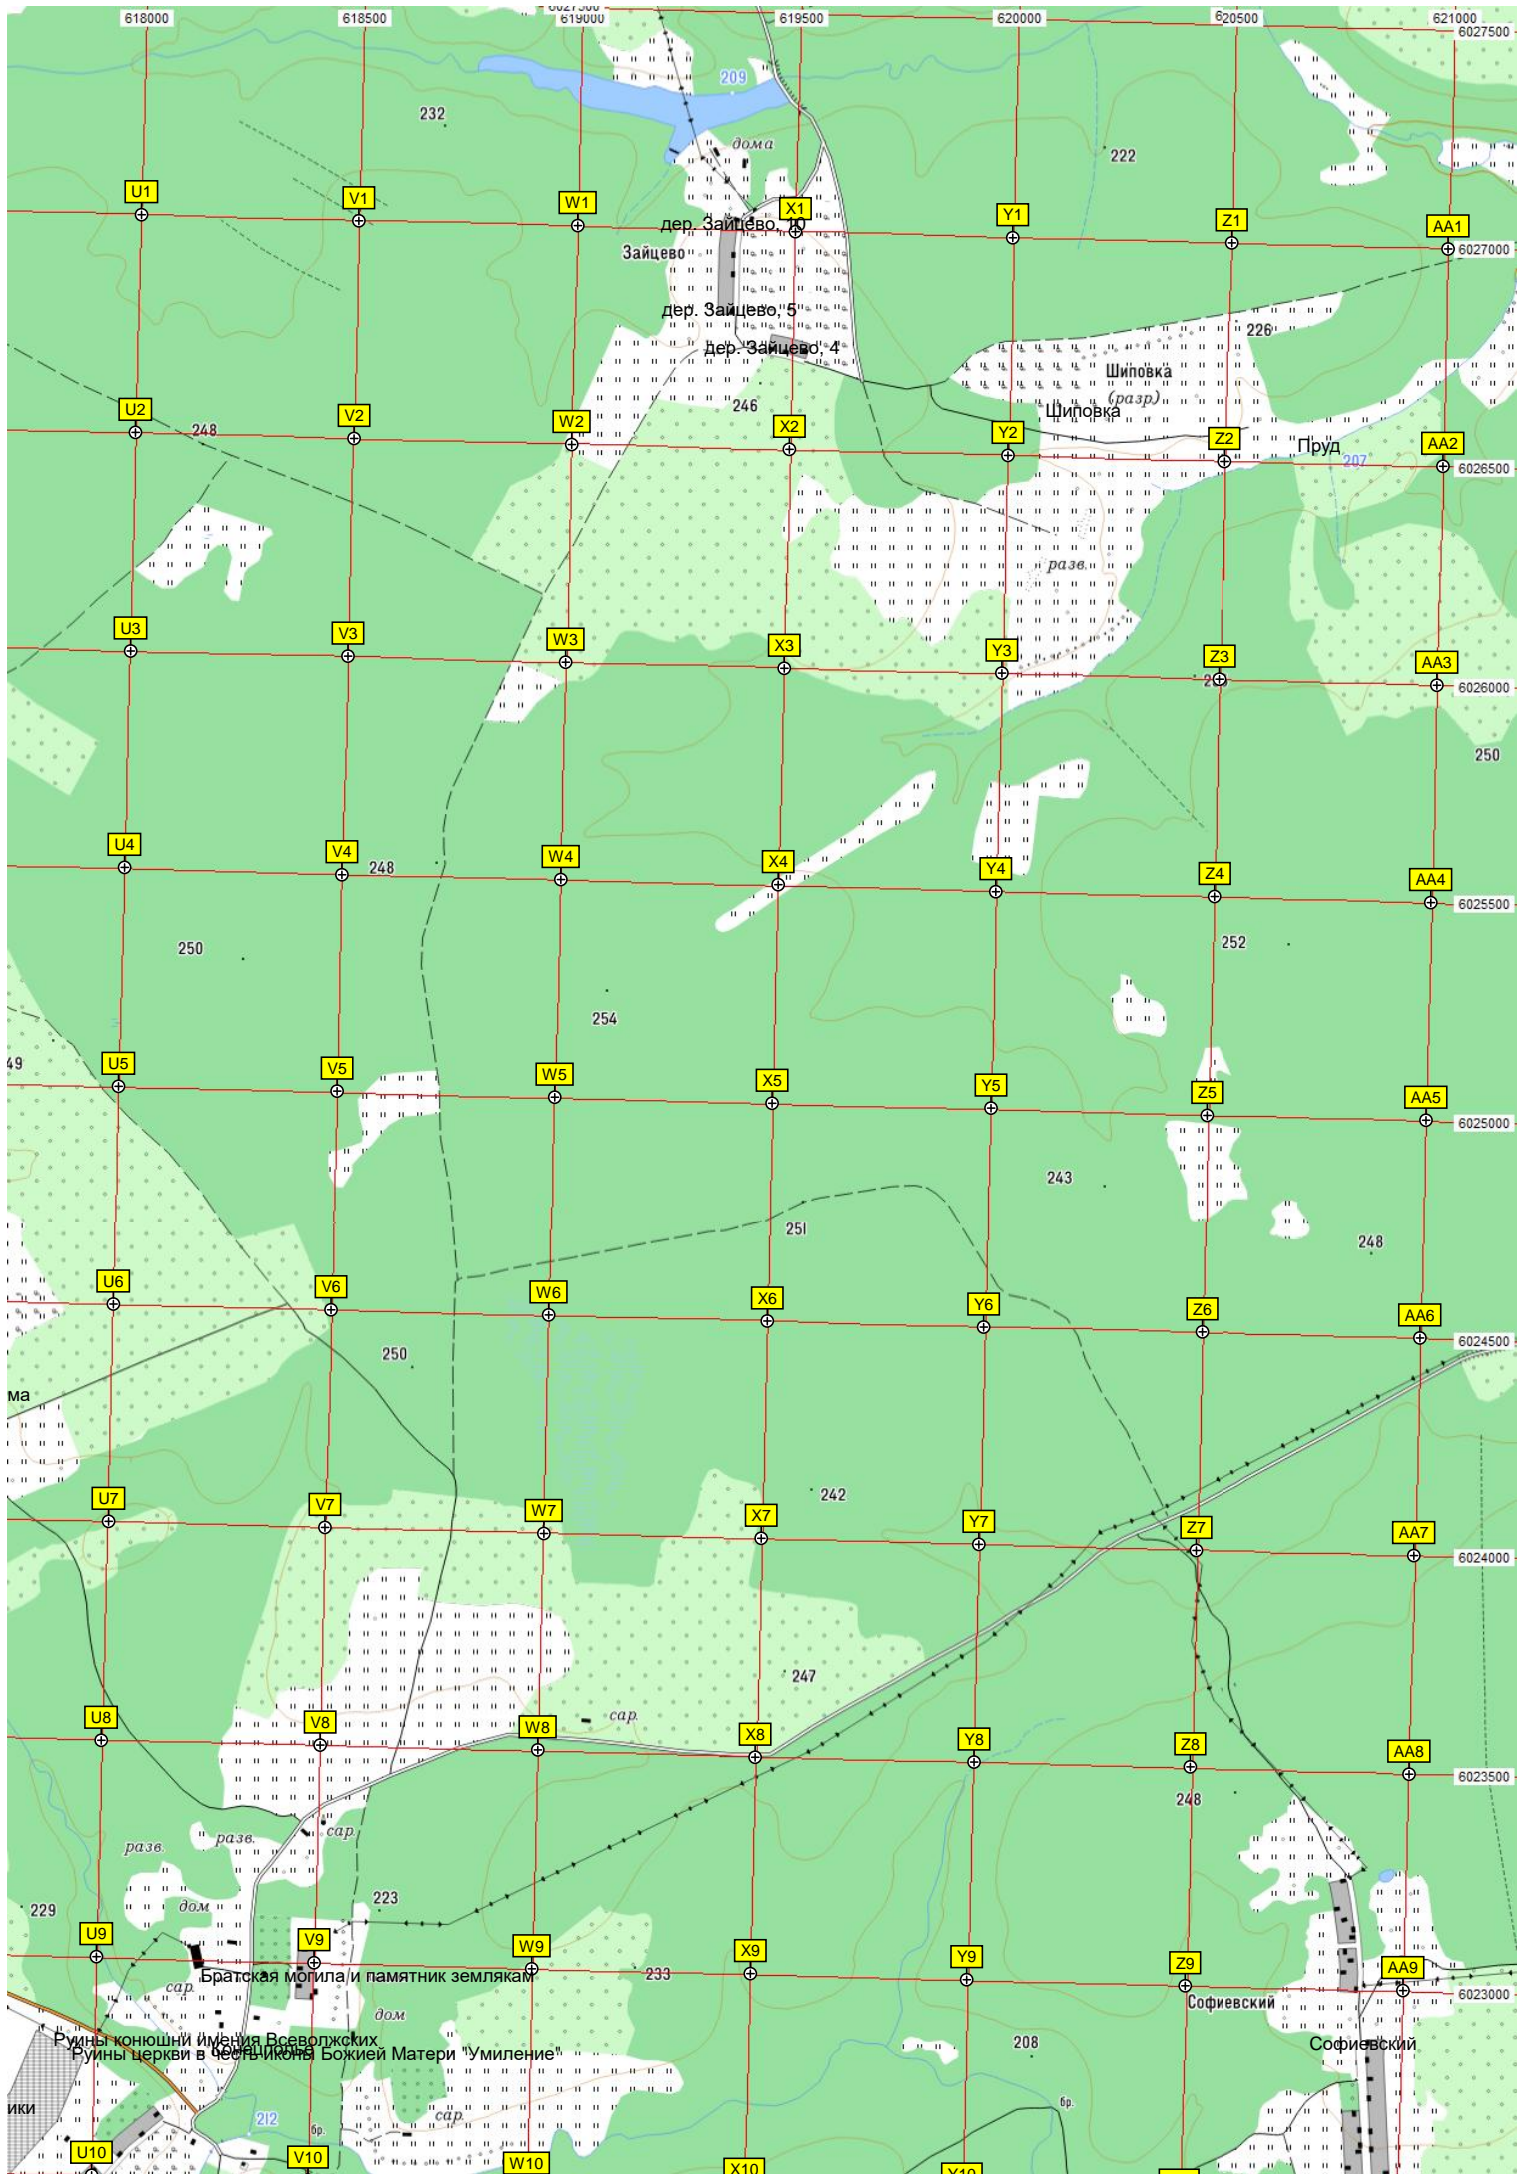 6027500
618000 618500 619000 619500 620000 620500 621000
6027500
209
232
дома
222
U1 V1 W1 X1 Y1 Z1 AA1
дер. Зайцево, 10
Зайцево
6027000
дер. Зайцево, 5
226
дер. Зайцево, 4
Шиповка
(разр)
246
Шиповка
U2 V2 W2 X2 Y2 Z2 AA2
248
Пруд
207
6026500
разв.
U3 V3 W3 X3 Y3 Z3 AA3
6026000
250
U4 V4 W4 X4 Y4 Z4 AA4
248
6025500
250
252
254
49
U5 V5 W5 X5 Y5 Z5 AA5
6025000
243
251
248
U6 V6 W6 X6 Y6 Z6 AA6
6024500
250
ма
242
U7 V7 W7 X7 Y7 Z7 AA7
6024000
247
сар.
U8 V8 W8 X8 Y8 Z8 AA8
6023500
248
разв. разв. сар.
дом
223
229
U9 V9 W9 X9 Y9 Z9 AA9
Братская могила и памятник землякам
233
сар.
6023000
Софиевский
дом
Руины конюшни имения Всеволжских
208
Софиевский
Конецполье
Руины церкви в честь иконы Божией Матери "Умиление"
ики
212
сар.
бр.
бр.
U10 V10 W10 X10 Y10